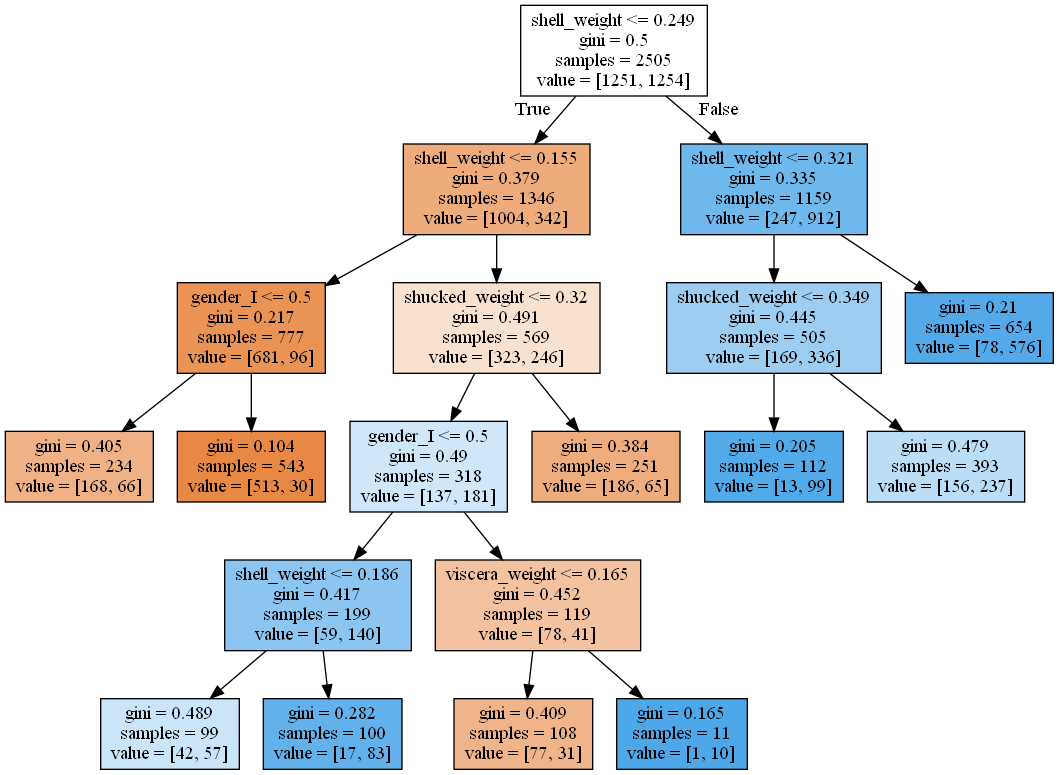 shell_weight <= 0.249
gini = 0.5
samples = 2505
value = [1251, 1254]
True
False
shell_weight <= 0.155
gini = 0.379
samples = 1346
value = [1004, 342]
shell_weight <= 0.321
gini = 0.335
samples = 1159
value = [247, 912]
gender_I <= 0.5
gini = 0.217
samples = 777
value = [681, 96]
shucked_weight <= 0.32
gini = 0.491
samples = 569
value = [323, 246]
shucked_weight <= 0.349
gini = 0.445
samples = 505
value = [169, 336]
gini = 0.21
samples = 654
value = [78, 576]
gini = 0.405
samples = 234
value = [168, 66]
gini = 0.104
samples = 543
value = [513, 30]
gender_I <= 0.5
gini = 0.49
samples = 318
value = [137, 181]
gini = 0.384
samples = 251
value = [186, 65]
gini = 0.205
samples = 112
value = [13, 99]
gini = 0.479
samples = 393
value = [156, 237]
shell_weight <= 0.186
gini = 0.417
samples = 199
value = [59, 140]
viscera_weight <= 0.165
gini = 0.452
samples = 119
value = [78, 41]
gini = 0.489
samples = 99
value = [42, 57]
gini = 0.282
samples = 100
value = [17, 83]
gini = 0.409
samples = 108
value = [77, 31]
gini = 0.165
samples = 11
value = [1, 10]